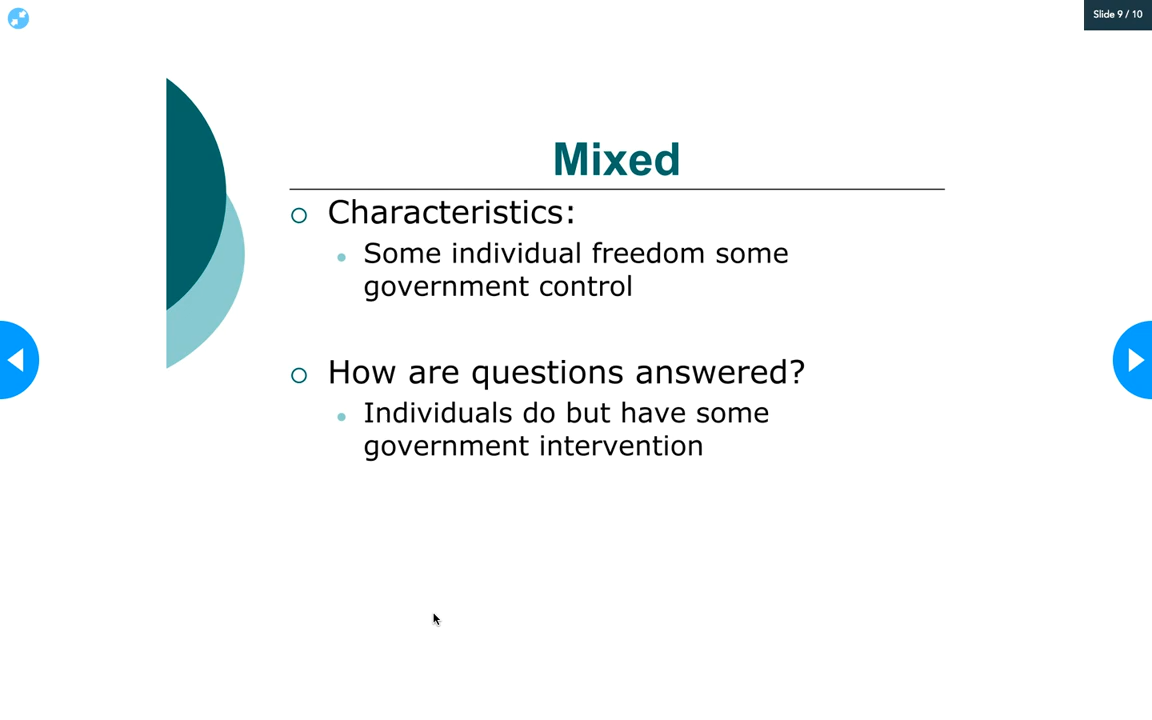 Slide 9 / 10
Mixed
Characteristics:
Some individual freedom some
government control
How are questions answered?
Individuals do but have some
government intervention